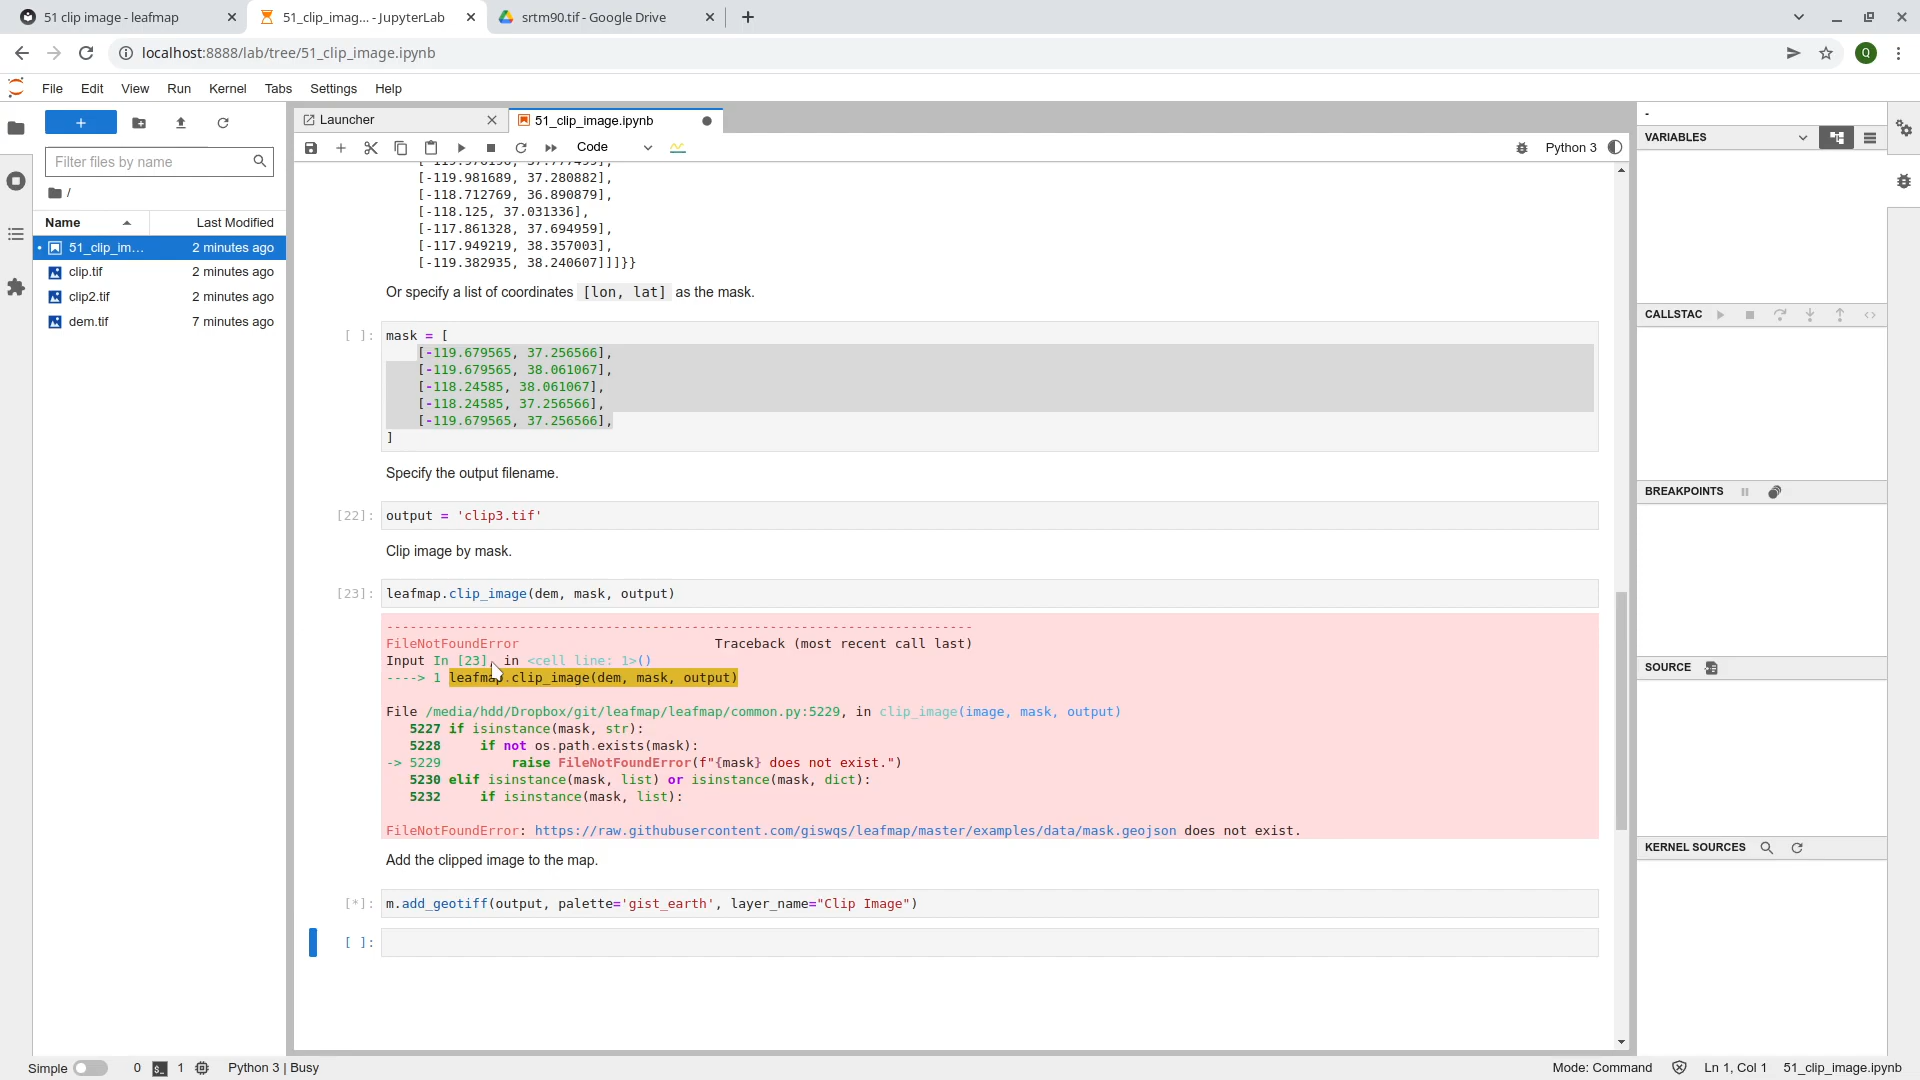 51 clip image - leafmap
51_clip_imag... - JupyterLab
srtm90.tif - Google Drive
localhost:8888/lab/tree/51_clip_image.ipynb
Q
File Edit View Run Kernel Tabs Settings Help
Filter files by name
/
Name Last Modified
51_clip_im... 2 minutes ago
clip.tif 2 minutes ago
clip2.tif 2 minutes ago
dem.tif 7 minutes ago
Launcher
51_clip_image.ipynb
Code
Python 3
[-119.981689, 37.280882],
[-118.712769, 36.890879],
[-118.125, 37.031336],
[-117.861328, 37.694959],
[-117.949219, 38.357003],
[-119.382935, 38.240607]]]}}
Or specify a list of coordinates [lon, lat] as the mask.
[ ]: mask = [
[-119.679565, 37.256566],
[-119.679565, 38.061067],
[-118.24585, 38.061067],
[-118.24585, 37.256566],
[-119.679565, 37.256566],
]
Specify the output filename.
[22]: output = 'clip3.tif'
Clip image by mask.
[23]: leafmap.clip_image(dem, mask, output)
---------------------------------------------------------------------------
FileNotFoundError Traceback (most recent call last)
Input In [23], in <cell line: 1>()
----> 1 leafmap.clip_image(dem, mask, output)
File /media/hdd/Dropbox/git/leafmap/leafmap/common.py:5229, in clip_image(image, mask, output)
5227 if isinstance(mask, str):
5228 if not os.path.exists(mask):
-> 5229 raise FileNotFoundError(f"{mask} does not exist.")
5230 elif isinstance(mask, list) or isinstance(mask, dict):
5232 if isinstance(mask, list):
FileNotFoundError: https://raw.githubusercontent.com/giswqs/leafmap/master/examples/data/mask.geojson does not exist.
Add the clipped image to the map.
[*]: m.add_geotiff(output, palette='gist_earth', layer_name="Clip Image")
[ ]:
-
VARIABLES
CALLSTAC
BREAKPOINTS
SOURCE
KERNEL SOURCES
Simple 0 1 Python 3 | Busy
Mode: Command Ln 1, Col 1 51_clip_image.ipynb